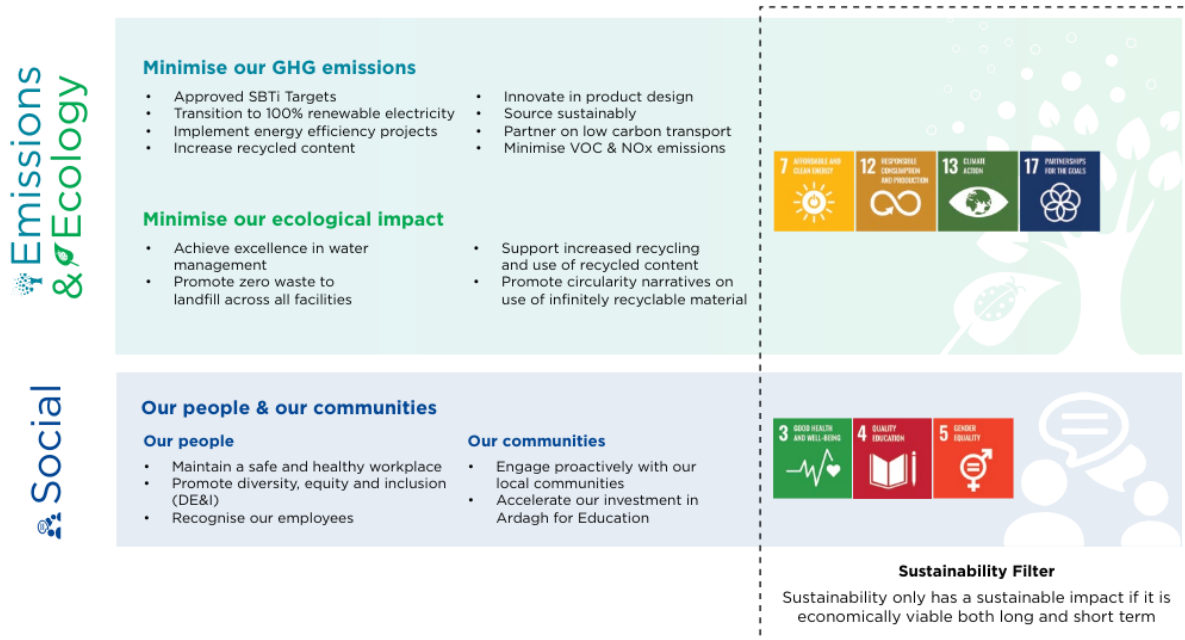 Emissions
& Ecology
Minimise our GHG emissions
• Approved SBTi Targets
• Transition to 100% renewable electricity
• Implement energy efficiency projects
• Increase recycled content
• Innovate in product design
• Source sustainably
• Partner on low carbon transport
• Minimise VOC & NOx emissions
Minimise our ecological impact
• Achieve excellence in water
management
• Promote zero waste to
landfill across all facilities
• Support increased recycling
and use of recycled content
• Promote circularity narratives on
use of infinitely recyclable material
7 AFFORDABLE AND
CLEAN ENERGY
12 RESPONSIBLE
CONSUMPTION
AND PRODUCTION
13 CLIMATE
ACTION
17 PARTNERSHIPS
FOR THE GOALS
Social
Our people & our communities
Our people
• Maintain a safe and healthy workplace
• Promote diversity, equity and inclusion
(DE&I)
• Recognise our employees
Our communities
• Engage proactively with our
local communities
• Accelerate our investment in
Ardagh for Education
3 GOOD HEALTH
AND WELL-BEING
4 QUALITY
EDUCATION
5 GENDER
EQUALITY
Sustainability Filter
Sustainability only has a sustainable impact if it is
economically viable both long and short term